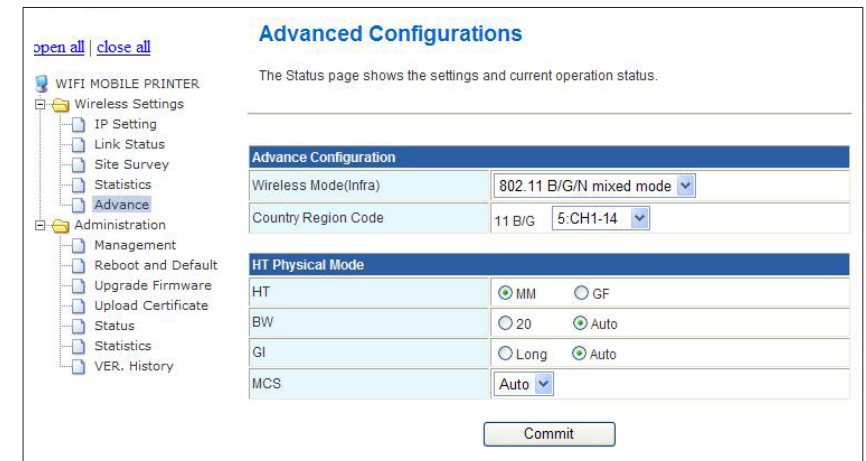 open all | close all
WIFI MOBILE PRINTER
Wireless Settings
IP Setting
Link Status
Site Survey
Statistics
Advance
Administration
Management
Reboot and Default
Upgrade Firmware
Upload Certificate
Status
Statistics
VER. History
Advanced Configurations
The Status page shows the settings and current operation status.
Advance Configuration
Wireless Mode(Infra) 802.11 B/G/N mixed mode
Country Region Code 11 B/G 5:CH1-14
HT Physical Mode
HT MM GF
BW 20 Auto
GI Long Auto
MCS Auto
Commit